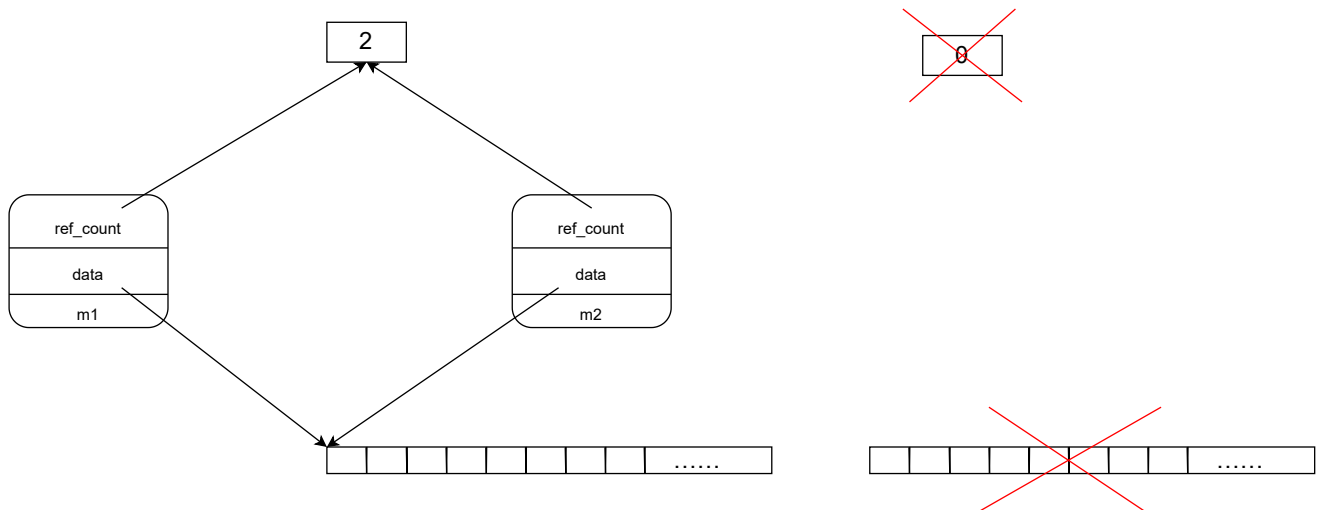 2
0
ref_count
ref_count
data
data
m1
m2
......
......